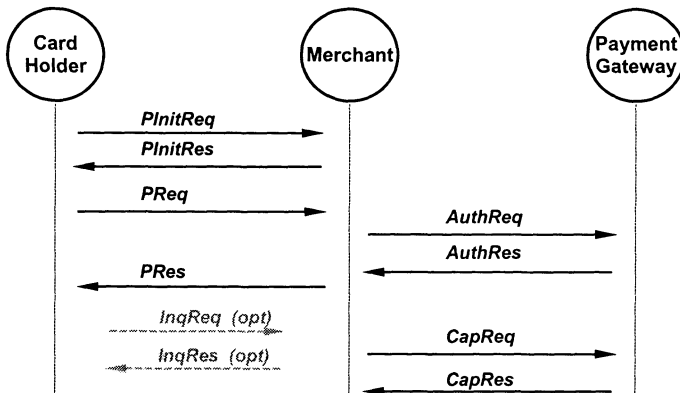 Card
Holder
Merchant
Payment
Gateway
PInitReq
PInitRes
PReq
AuthReq
AuthRes
PRes
InqReq (opt)
CapReq
InqRes (opt)
CapRes